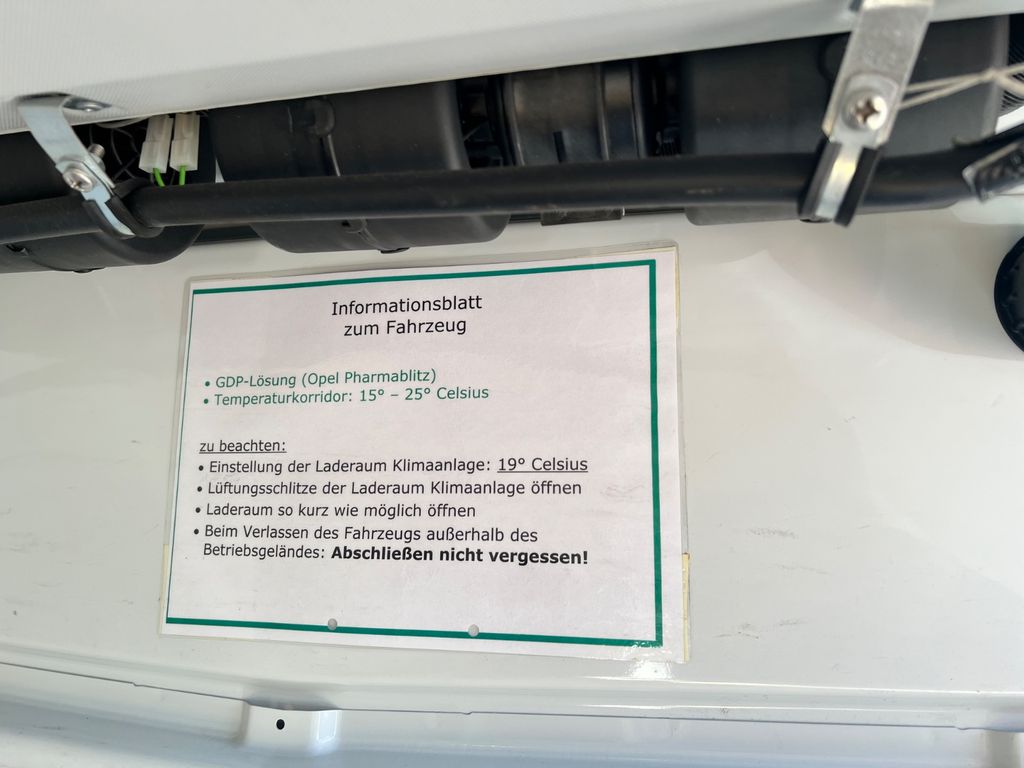 Informationsblatt
zum Fahrzeug
• GDP-Lösung (Opel Pharmablitz)
• Temperaturkorridor: 15° – 25° Celsius
zu beachten:
• Einstellung der Laderaum Klimaanlage: 19° Celsius
• Lüftungsschlitze der Laderaum Klimaanlage öffnen
• Laderaum so kurz wie möglich öffnen
• Beim Verlassen des Fahrzeugs außerhalb des
Betriebsgeländes: Abschließen nicht vergessen!